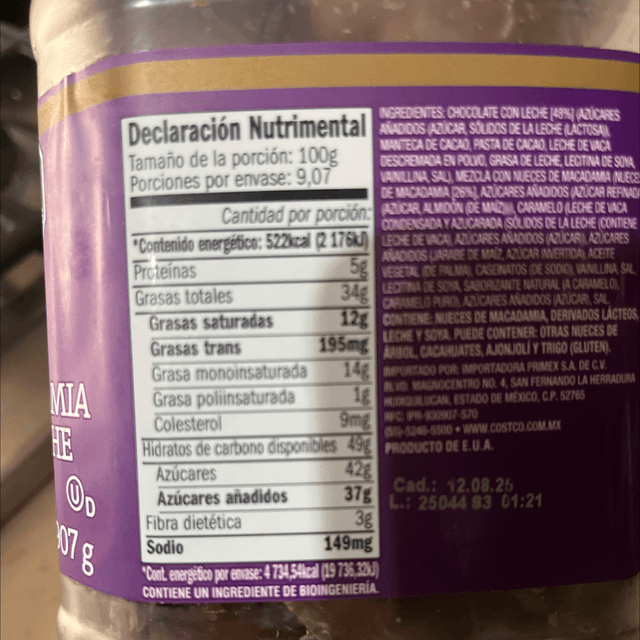 Declaración Nutrimental
Tamaño de la porción: 100g
Porciones por envase: 9,07
Cantidad por porción:
*Contenido energético: 522kcal (2 176kJ)
Proteínas 5g
Grasas totales 34g
Grasas saturadas 12g
Grasas trans 195mg
Grasa monoinsaturada 14g
Grasa poliinsaturada 1g
Colesterol 9mg
Hidratos de carbono disponibles 49g
Azúcares 42g
Azúcares añadidos 37g
Fibra dietética 3g
Sodio 149mg
*Cont. energético por envase: 4 734,54kcal (19 736,32kJ)
CONTIENE UN INGREDIENTE DE BIOINGENIERÍA.
INGREDIENTES: CHOCOLATE CON LECHE [48%] (AZÚCARES
AÑADIDOS (AZÚCAR, SÓLIDOS DE LA LECHE (LACTOSA),
MANTECA DE CACAO, PASTA DE CACAO, LECHE DE VACA
DESCREMADA EN POLVO, GRASA DE LECHE, LECITINA DE SOYA,
VANILLINA, SAL), MEZCLA CON NUECES DE MACADAMIA (NUECES
DE MACADAMIA [26%], AZÚCARES AÑADIDOS (AZÚCAR REFINADO
(AZÚCAR, ALMIDÓN (DE MAÍZ))), CARAMELO (LECHE DE VACA
CONDENSADA Y AZUCARADA (SÓLIDOS DE LA LECHE (CONTIENE
LECHE DE VACA), AZÚCARES AÑADIDOS (AZÚCAR)), AZÚCARES
AÑADIDOS (JARABE DE MAÍZ, AZÚCAR INVERTIDA), ACEITE
VEGETAL (DE PALMA), CASEINATOS (DE SODIO), VANILLINA, SAL,
LECITINA DE SOYA, SABORIZANTE NATURAL (A CARAMELO),
CARAMELO PURO), AZÚCARES AÑADIDOS (AZÚCAR), SAL.
CONTIENE: NUECES DE MACADAMIA, DERIVADOS LÁCTEOS,
LECHE Y SOYA. PUEDE CONTENER: OTRAS NUECES DE
ÁRBOL, CACAHUATES, AJONJOLÍ Y TRIGO (GLUTEN).
IMPORTADO POR: IMPORTADORA PRIMEX S.A. DE C.V.
BLVD. MAGNOCENTRO NO. 4, SAN FERNANDO LA HERRADURA
HUIXQUILUCAN, ESTADO DE MÉXICO, C.P. 52765
WWW.COSTCO.COM.MX
PRODUCTO DE E.U.A.
Cad.: 12.08.25
L.: 25044 83 01:21
MIA
HE
U D
907 g